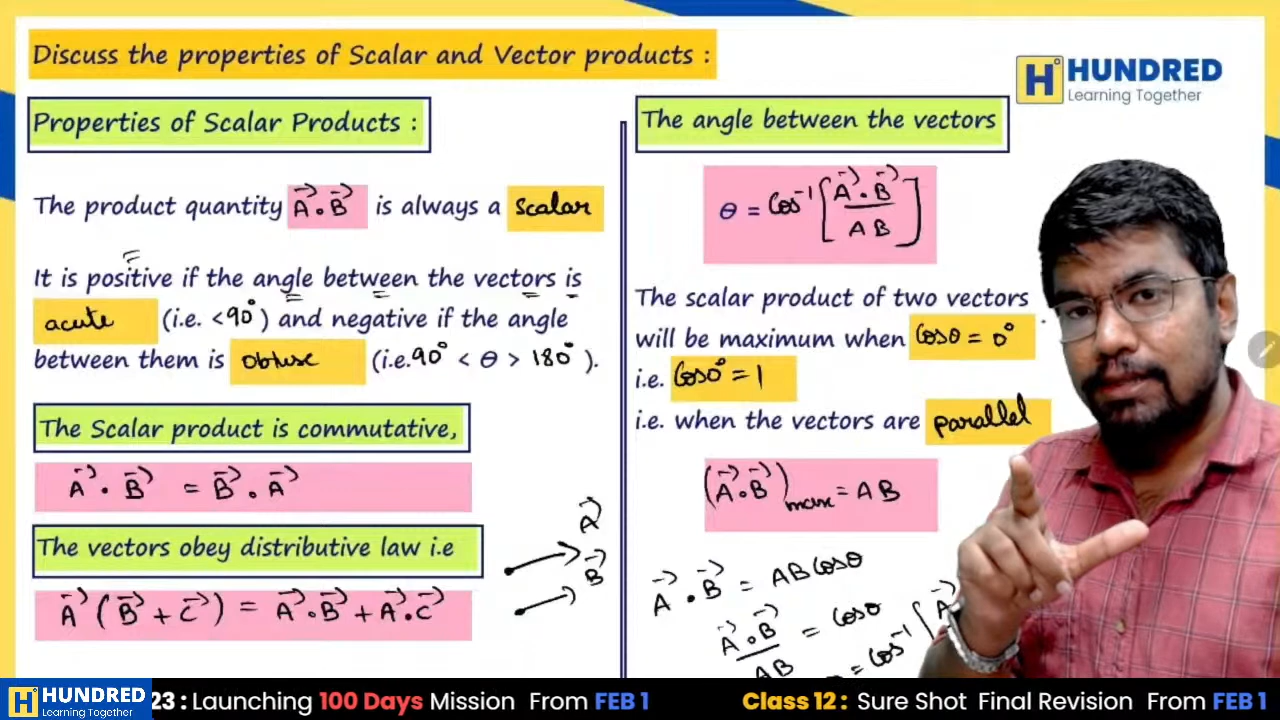 Discuss the properties of Scalar and Vector products :
H° HUNDRED
Learning Together
Properties of Scalar Products :
The product quantity A⃗ . B⃗ is always a scalar
It is positive if the angle between the vectors is
acute (i.e. < 90°) and negative if the angle
between them is obtuse (i.e. 90° < θ > 180°).
The Scalar product is commutative,
A⃗ . B⃗ = B⃗ . A⃗
The vectors obey distributive law i.e
A⃗ (B⃗ + C⃗) = A⃗ . B⃗ + A⃗ . C⃗
A⃗
B⃗
The angle between the vectors
θ = Cos⁻¹ [A⃗ . B⃗ / AB]
The scalar product of two vectors
will be maximum when Cosθ = 0°
i.e. Cos0° = 1
i.e. when the vectors are parallel
(A⃗ . B⃗) max = AB
A⃗ . B⃗ = AB Cosθ
A⃗ . B⃗ / AB = Cosθ
= Cos⁻¹ [A⃗
H° HUNDRED
Learning Together
23 : Launching 100 Days Mission From FEB 1
Class 12 : Sure Shot Final Revision From FEB 1